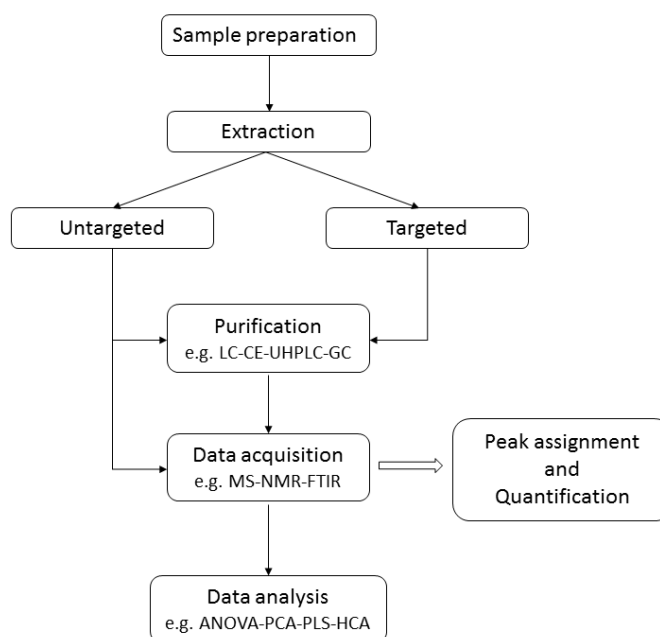 Sample preparation
Extraction
Untargeted
Targeted
Purification
e.g. LC-CE-UHPLC-GC
Data acquisition
e.g. MS-NMR-FTIR
Peak assignment
and
Quantification
Data analysis
e.g. ANOVA-PCA-PLS-HCA